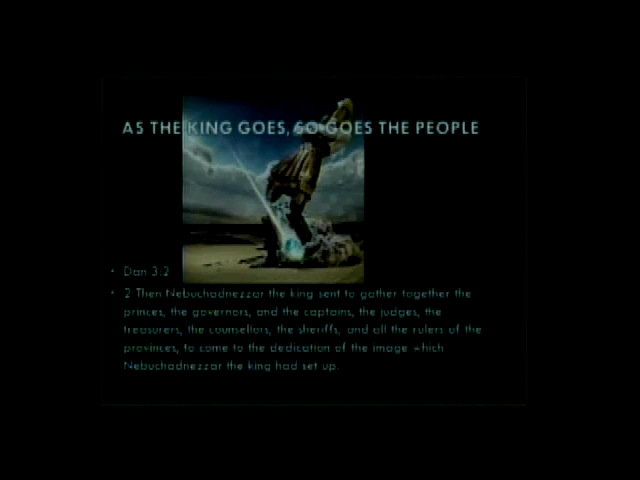 AS THE KING GOES, SO GOES THE PEOPLE
• Dan 3:2
• 2 Then Nebuchadnezzar the king sent to gather together the
princes, the governors, and the captains, the judges, the
treasurers, the counsellors, the sheriffs, and all the rulers of the
provinces, to come to the dedication of the image which
Nebuchadnezzar the king had set up.